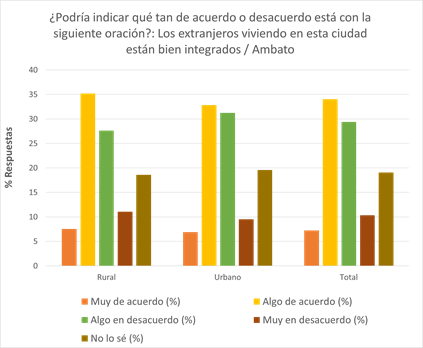 ¿Podría indicar qué tan de acuerdo o desacuerdo está con la
siguiente oración?: Los extranjeros viviendo en esta ciudad
están bien integrados / Ambato
40
35
30
25
20
15
10
5
0
% Respuestas
Rural Urbano Total
Muy de acuerdo (%) Algo de acuerdo (%)
Algo en desacuerdo (%) Muy en desacuerdo (%)
No lo sé (%)